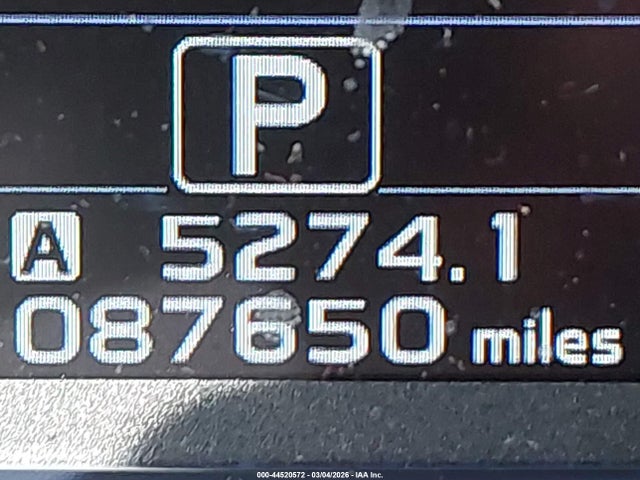 P
A 5274.1
087650 miles
000-44520572 - 03/04/2026 - IAA Inc.